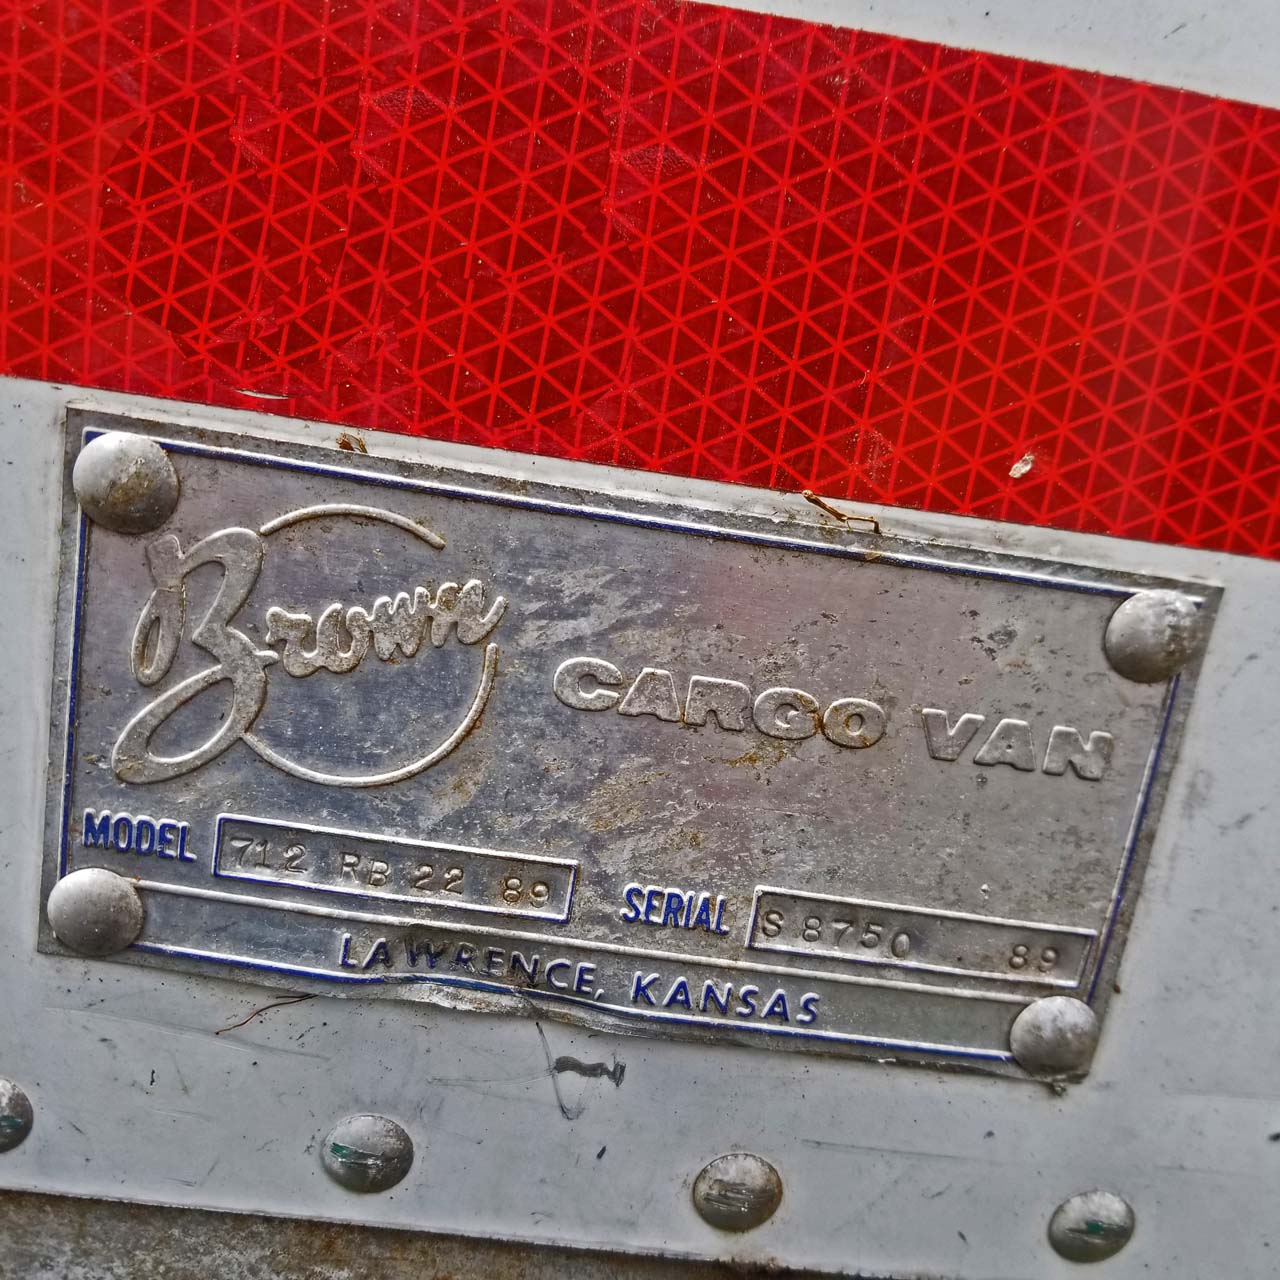 Brown CARGO VAN
MODEL 712 RB 22 89
SERIAL S 8750 89
LAWRENCE, KANSAS